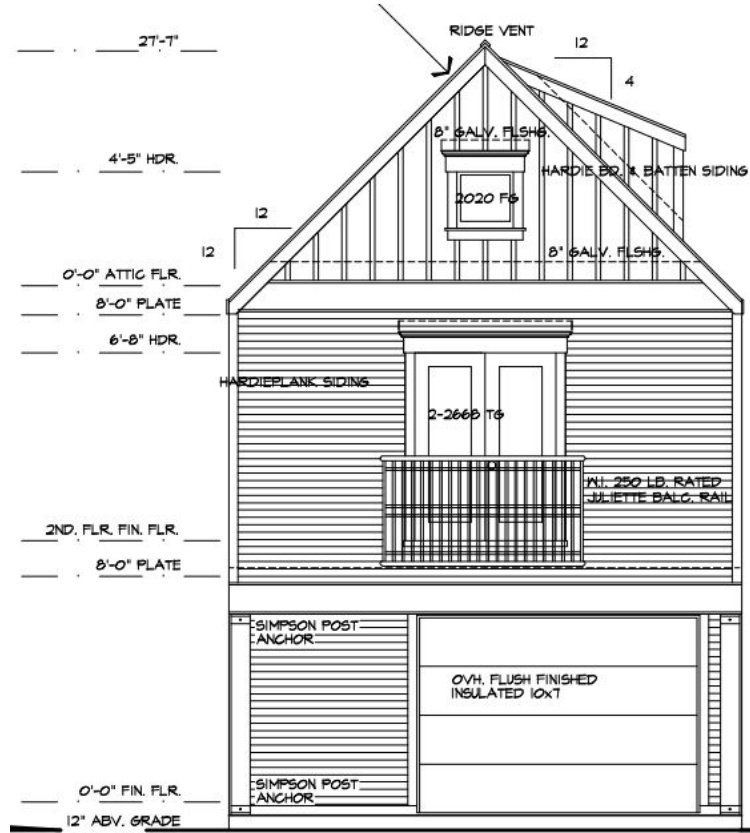 RIDGE VENT
27'-7"
12
4
8" GALV. FLSHG.
4'-5" HDR.
HARDIE BD. & BATTEN SIDING
2020 FG
12
12
8" GALV. FLSHG.
0'-0" ATTIC FLR.
8'-0" PLATE
6'-8" HDR.
HARDIEPLANK SIDING
2-2668 TG
W.I. 250 LB. RATED
JULIETTE BALC. RAIL
2ND. FLR. FIN. FLR.
8'-0" PLATE
SIMPSON POST
ANCHOR
OVH. FLUSH FINISHED
INSULATED 10x7
SIMPSON POST
ANCHOR
0'-0" FIN. FLR.
12" ABV. GRADE